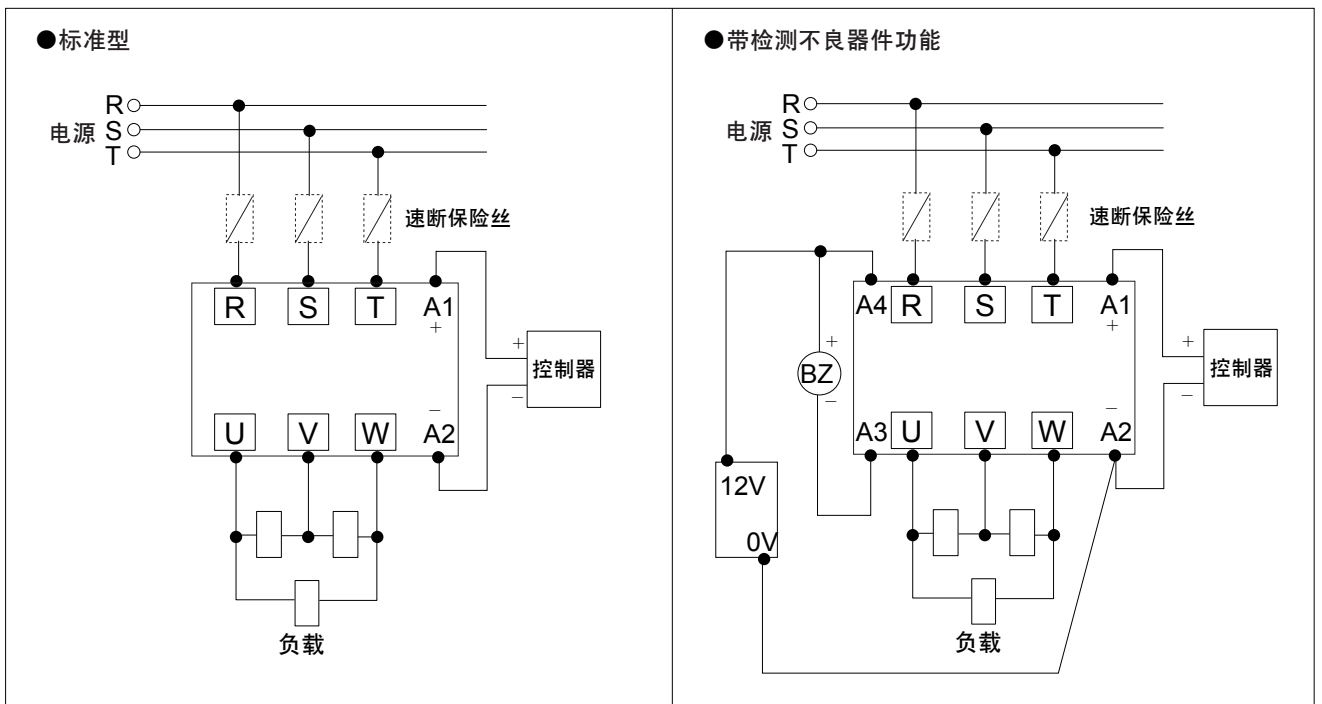 ●标准型
R
电源 S
T
速断保险丝
R S T A1
+
+
控制器
−
−
U V W A2
负载
●带检测不良器件功能
R
电源 S
T
速断保险丝
A4 R S T A1
+
+
控制器
−
+
BZ
−
−
A3 U V W A2
12V
0V
负载